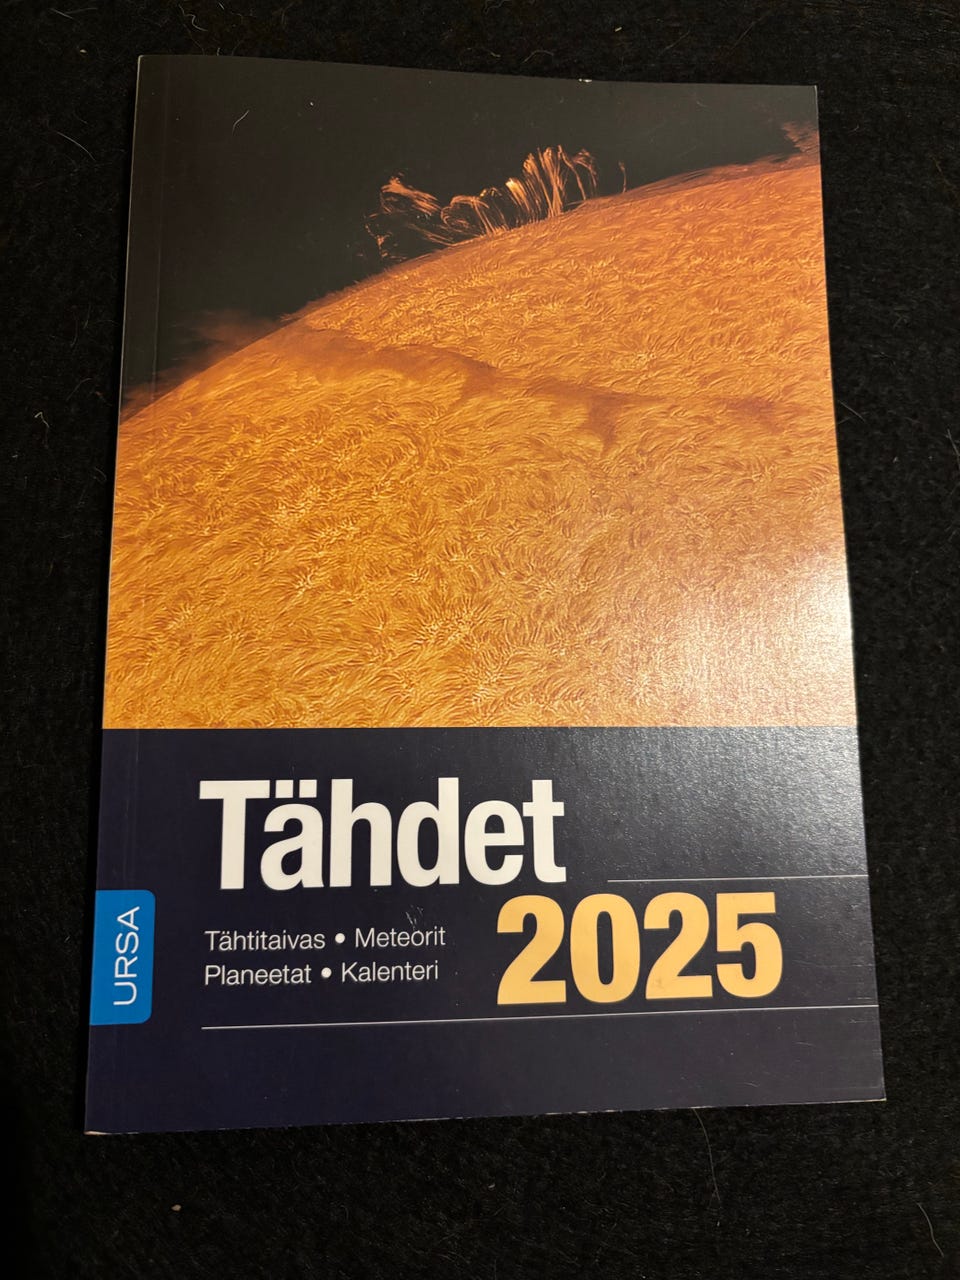 Tähdet
2025
Tähtitaivas • Meteorit
Planeetat • Kalenteri
URSA